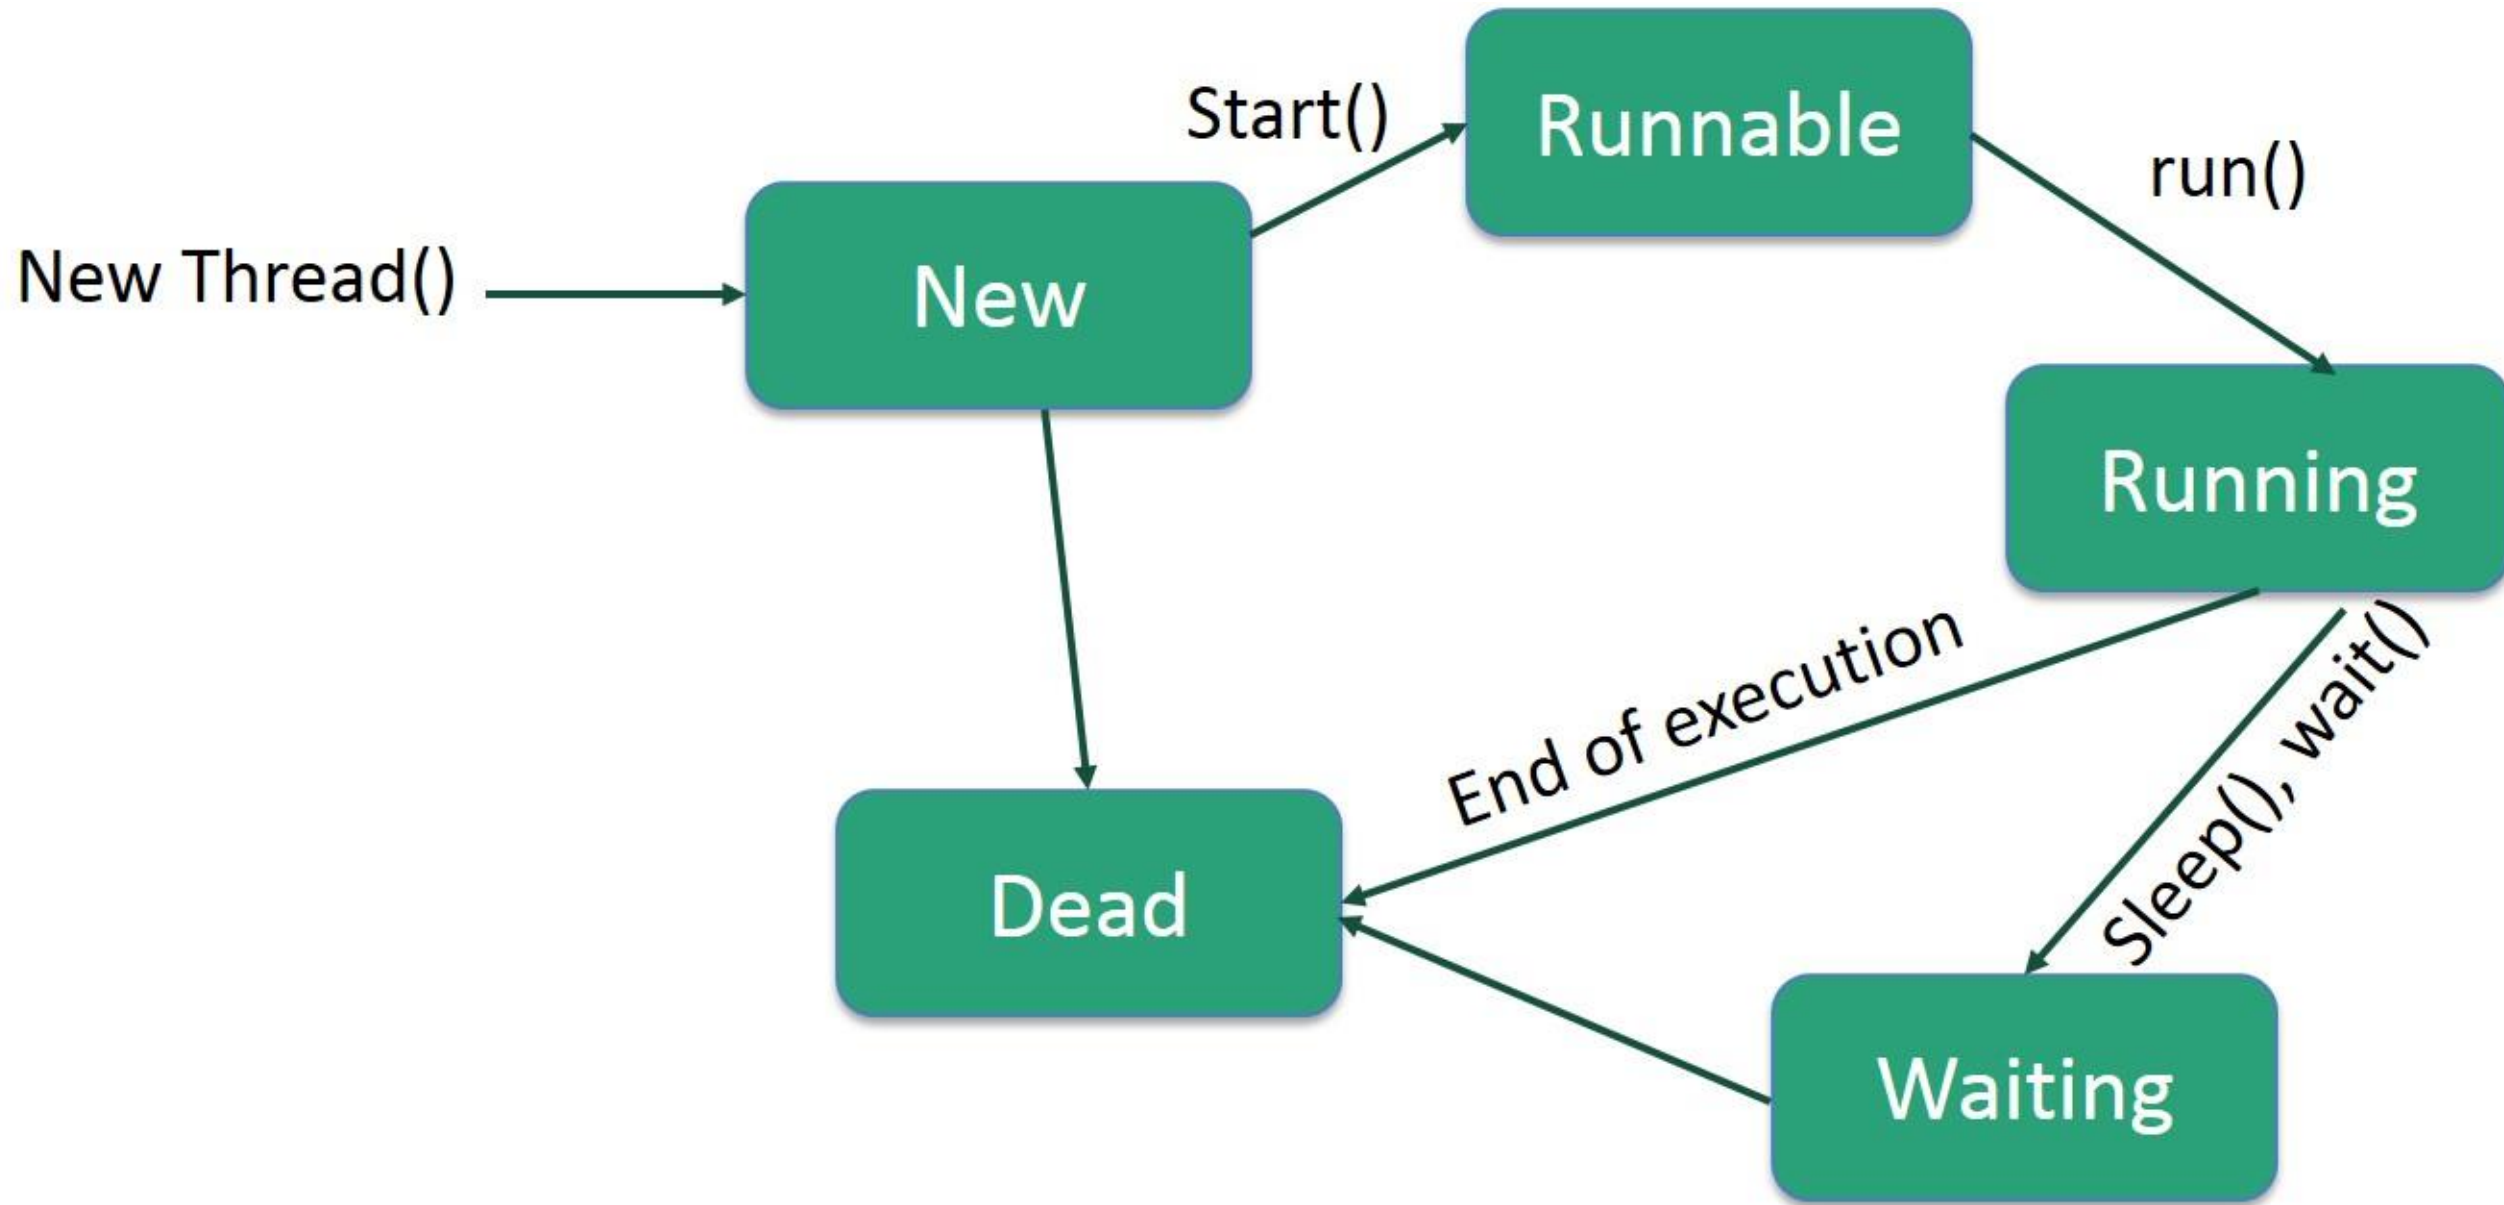 Start()
Runnable
run()
New Thread()
New
Running
End of execution
Sleep(), wait()
Dead
Waiting